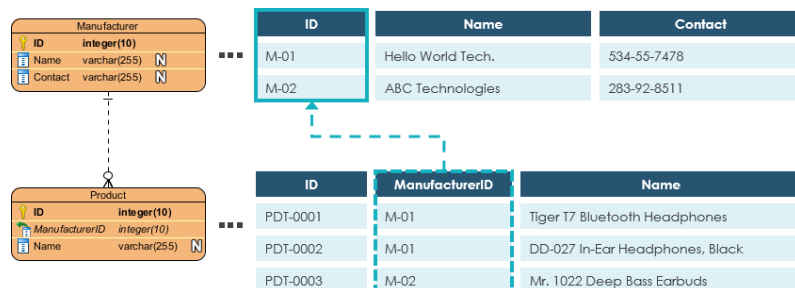 Manufacturer
ID integer(10)
Name varchar(255) N
Contact varchar(255) N
ID Name Contact
M-01 Hello World Tech. 534-55-7478
M-02 ABC Technologies 283-92-8511
Product
ID integer(10)
ManufacturerID integer(10)
Name varchar(255) N
ID ManufacturerID Name
PDT-0001 M-01 Tiger T7 Bluetooth Headphones
PDT-0002 M-01 DD-027 In-Ear Headphones, Black
PDT-0003 M-02 Mr. 1022 Deep Bass Earbuds